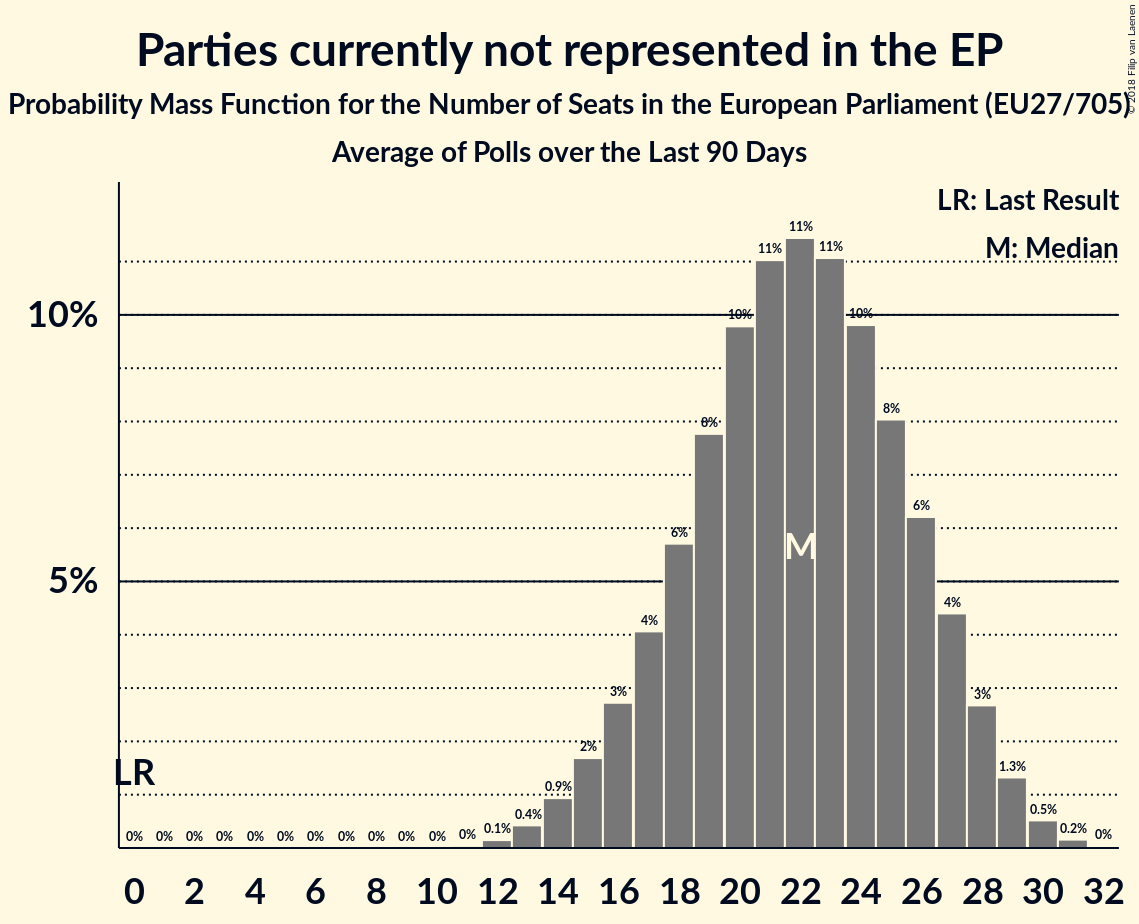 Parties currently not represented in the EP
Probability Mass Function for the Number of Seats in the European Parliament (EU27/705)
Average of Polls over the Last 90 Days
© 2018 Filip van Laenen
LR: Last Result
M: Median
10%
5%
0% 0% 0% 0% 0% 0% 0% 0% 0% 0% 0% 0% 0.1% 0.4% 0.9% 2% 3% 4% 6% 8% 10% 11% 11% 11% 10% 8% 6% 4% 3% 1.3% 0.5% 0.2% 0%
M
LR
0 2 4 6 8 10 12 14 16 18 20 22 24 26 28 30 32